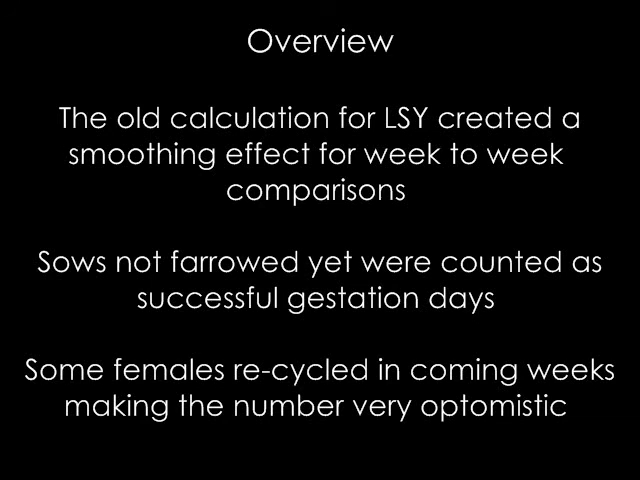 Overview
The old calculation for LSY created a
smoothing effect for week to week
comparisons
Sows not farrowed yet were counted as
successful gestation days
Some females re-cycled in coming weeks
making the number very optomistic